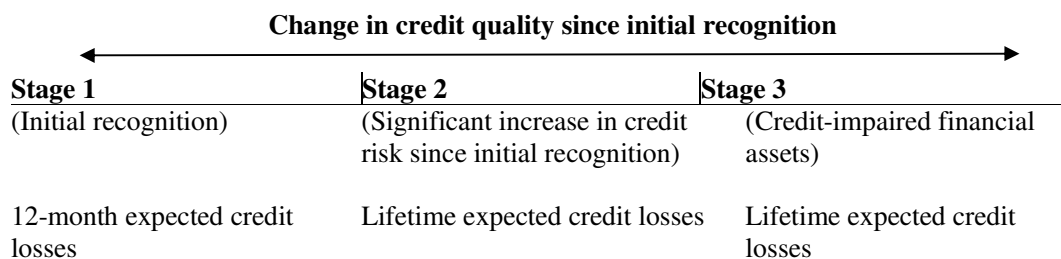 Change in credit quality since initial recognition
Stage 1 Stage 2 Stage 3
(Initial recognition) (Significant increase in credit (Credit-impaired financial
risk since initial recognition) assets)
12-month expected credit Lifetime expected credit losses Lifetime expected credit
losses losses